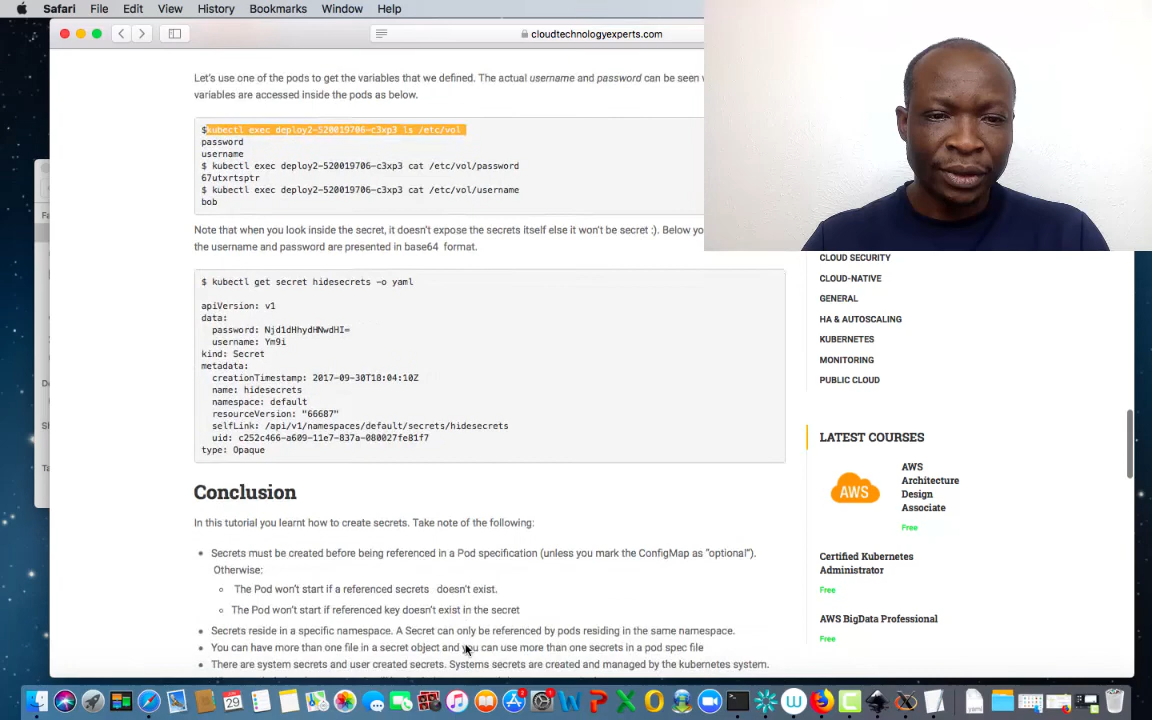 Safari File Edit View History Bookmarks Window Help
cloudtechnologyexperts.com
Let's use one of the pods to get the variables that we defined. The actual username and password can be seen
variables are accessed inside the pods as below.
$kubectl exec deploy2-520019706-c3xp3 ls /etc/vol
password
username
$ kubectl exec deploy2-520019706-c3xp3 cat /etc/vol/password
67utxrtsptr
$ kubectl exec deploy2-520019706-c3xp3 cat /etc/vol/username
bob
Note that when you look inside the secret, it doesn't expose the secrets itself else it won't be secret :). Below
the username and password are presented in base64 format.
$ kubectl get secret hidesecrets -o yaml
apiVersion: v1
data:
password: Njd1dHhydHNwdHI=
username: Ym9i
kind: Secret
metadata:
creationTimestamp: 2017-09-30T18:04:10Z
name: hidesecrets
namespace: default
resourceVersion: "66687"
selfLink: /api/v1/namespaces/default/secrets/hidesecrets
uid: c252c466-a609-11e7-837a-080027fe81f7
type: Opaque
Conclusion
In this tutorial you learnt how to create secrets. Take note of the following:
Secrets must be created before being referenced in a Pod specification (unless you mark the ConfigMap as "optional").
Otherwise:
The Pod won't start if a referenced secrets doesn't exist.
The Pod won't start if referenced key doesn't exist in the secret
Secrets reside in a specific namespace. A Secret can only be referenced by pods residing in the same namespace.
You can have more than one file in a secret object and you can use more than one secrets in a pod spec file
There are system secrets and user created secrets. Systems secrets are created and managed by the kubernetes system.
CLOUD SECURITY
CLOUD-NATIVE
GENERAL
HA & AUTOSCALING
KUBERNETES
MONITORING
PUBLIC CLOUD
LATEST COURSES
AWS
AWS
Architecture
Design
Associate
Free
Certified Kubernetes
Administrator
Free
AWS BigData Professional
Free
29